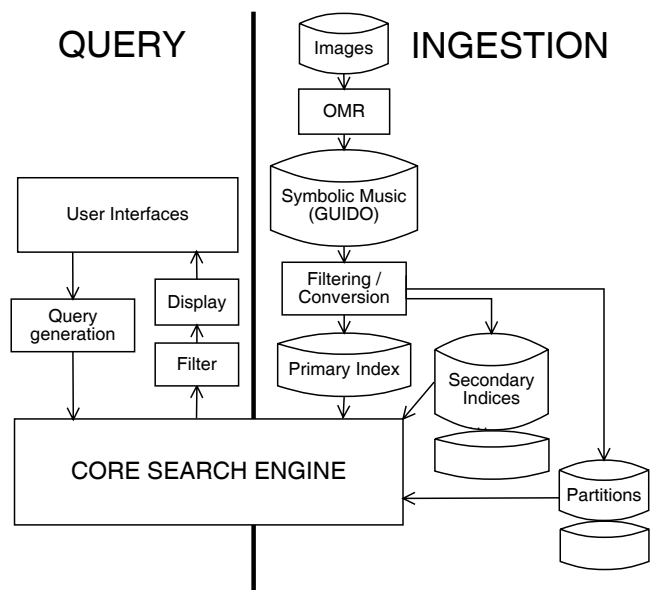 QUERY
INGESTION
Images
OMR
Symbolic Music
(GUIDO)
User Interfaces
Filtering /
Conversion
Display
Query
generation
Filter
Primary Index
Secondary
Indices
CORE SEARCH ENGINE
Partitions